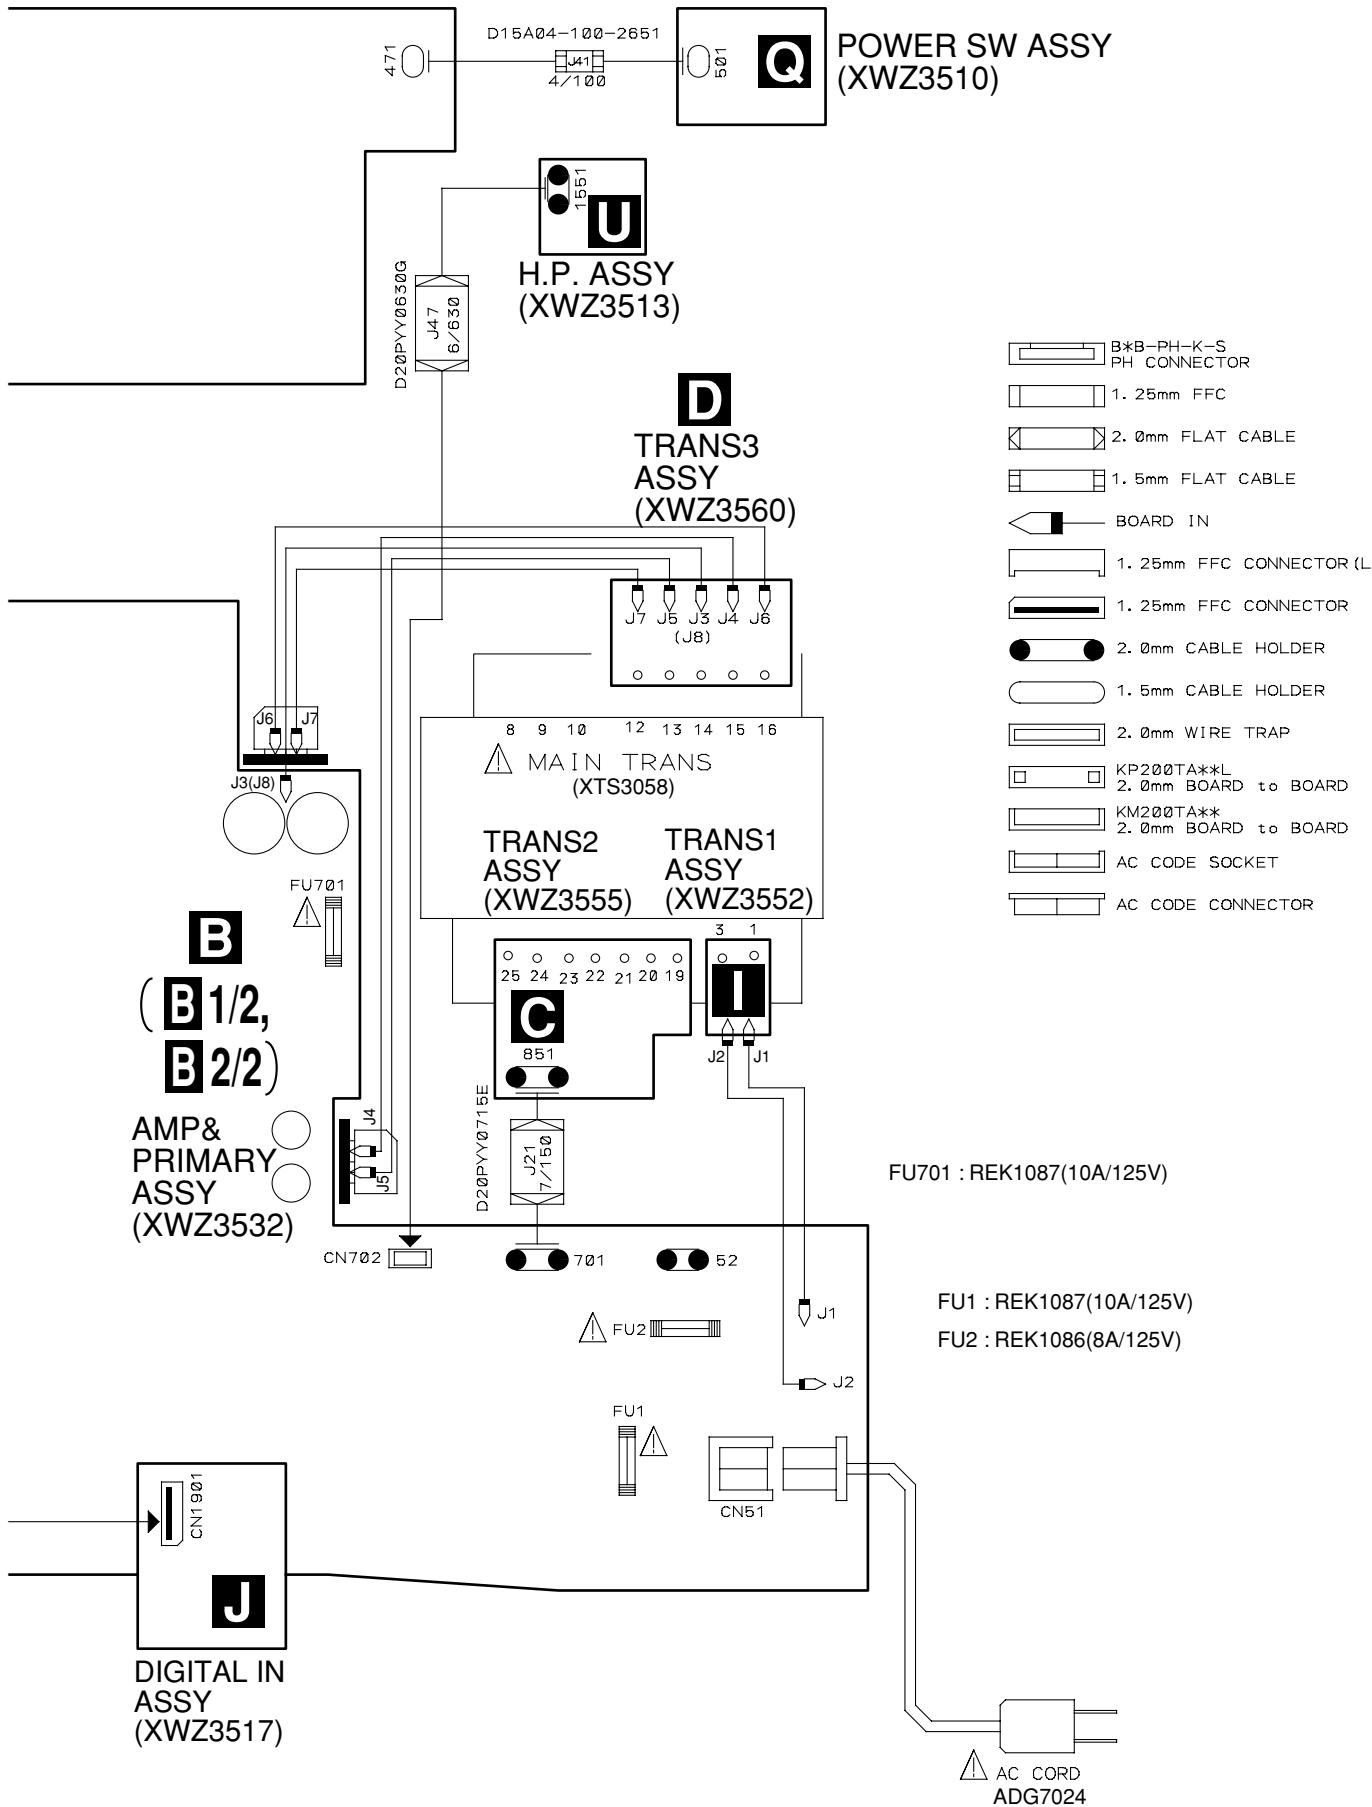 D15A04-100-2651
471
J41
4/100
501
Q
POWER SW ASSY
(XWZ3510)
1551
U
H.P. ASSY
(XWZ3513)
D20PYY0630G
J47
6/630
B*B-PH-K-S
PH CONNECTOR
1.25mm FFC
2.0mm FLAT CABLE
1.5mm FLAT CABLE
BOARD IN
1.25mm FFC CONNECTOR(L
1.25mm FFC CONNECTOR
2.0mm CABLE HOLDER
1.5mm CABLE HOLDER
2.0mm WIRE TRAP
KP200TA**L
2.0mm BOARD to BOARD
KM200TA**
2.0mm BOARD to BOARD
AC CODE SOCKET
AC CODE CONNECTOR
D
TRANS3
ASSY
(XWZ3560)
J7 J5 J3 J4 J6
(J8)
J6 J7
J3(J8)
8 9 10 12 13 14 15 16
MAIN TRANS
(XTS3058)
TRANS2
ASSY
(XWZ3555)
TRANS1
ASSY
(XWZ3552)
FU701
B
( B 1/2,
B 2/2 )
AMP&
PRIMARY
ASSY
(XWZ3532)
3 1
I
25 24 23 22 21 20 19
C
851
J2 J1
D20PYY0715E
J21
7/150
J4
J5
CN702
701
52
FU701 : REK1087(10A/125V)
FU1 : REK1087(10A/125V)
FU2 : REK1086(8A/125V)
J1
FU2
J2
FU1
CN51
CN1901
J
DIGITAL IN
ASSY
(XWZ3517)
AC CORD
ADG7024